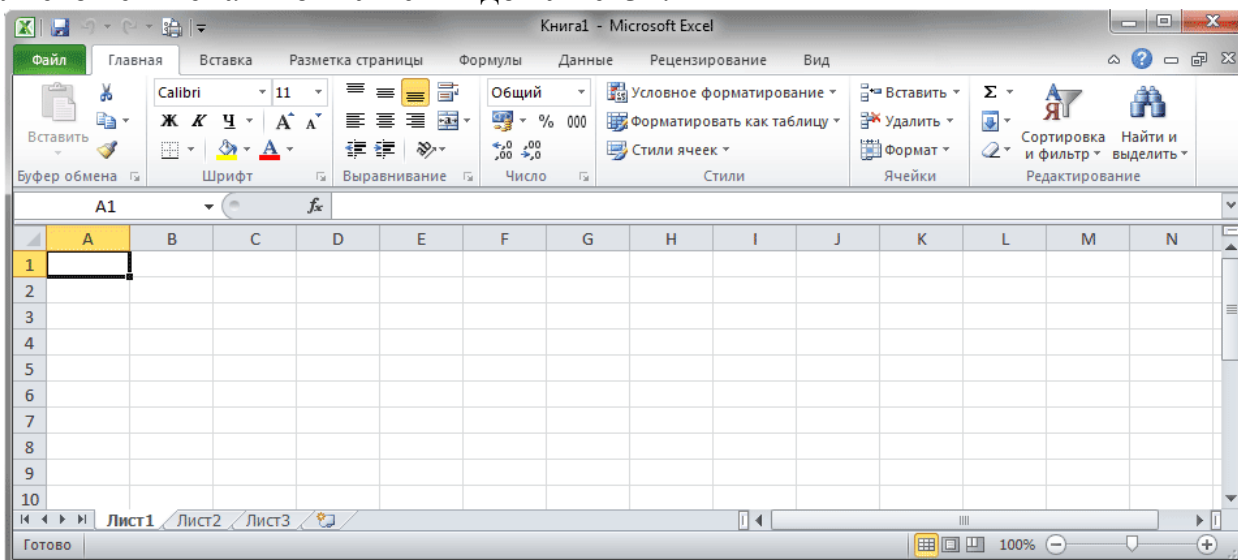 Книга1 - Microsoft Excel
Файл Главная Вставка Разметка страницы Формулы Данные Рецензирование Вид
Вставить
Calibri 11
Ж К Ч
Общий
% 000
Условное форматирование
Форматировать как таблицу
Стили ячеек
Вставить
Удалить
Формат
Σ
Сортировка и фильтр
Найти и выделить
Буфер обмена Шрифт Выравнивание Число Стили Ячейки Редактирование
A1 fx
A B C D E F G H I J K L M N
1
2
3
4
5
6
7
8
9
10
Лист1 Лист2 Лист3
Готово 100%